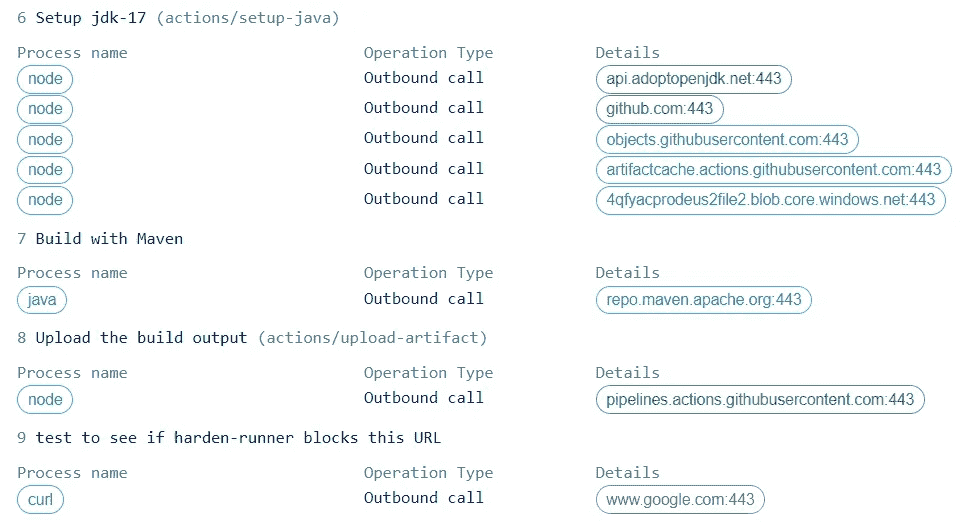 6 Setup jdk-17 (actions/setup-java)
Process name Operation Type Details
node Outbound call api.adoptopenjdk.net:443
node Outbound call github.com:443
node Outbound call objects.githubusercontent.com:443
node Outbound call artifactcache.actions.githubusercontent.com:443
node Outbound call 4qfyacprodeus2file2.blob.core.windows.net:443
7 Build with Maven
Process name Operation Type Details
java Outbound call repo.maven.apache.org:443
8 Upload the build output (actions/upload-artifact)
Process name Operation Type Details
node Outbound call pipelines.actions.githubusercontent.com:443
9 test to see if harden-runner blocks this URL
Process name Operation Type Details
curl Outbound call www.google.com:443